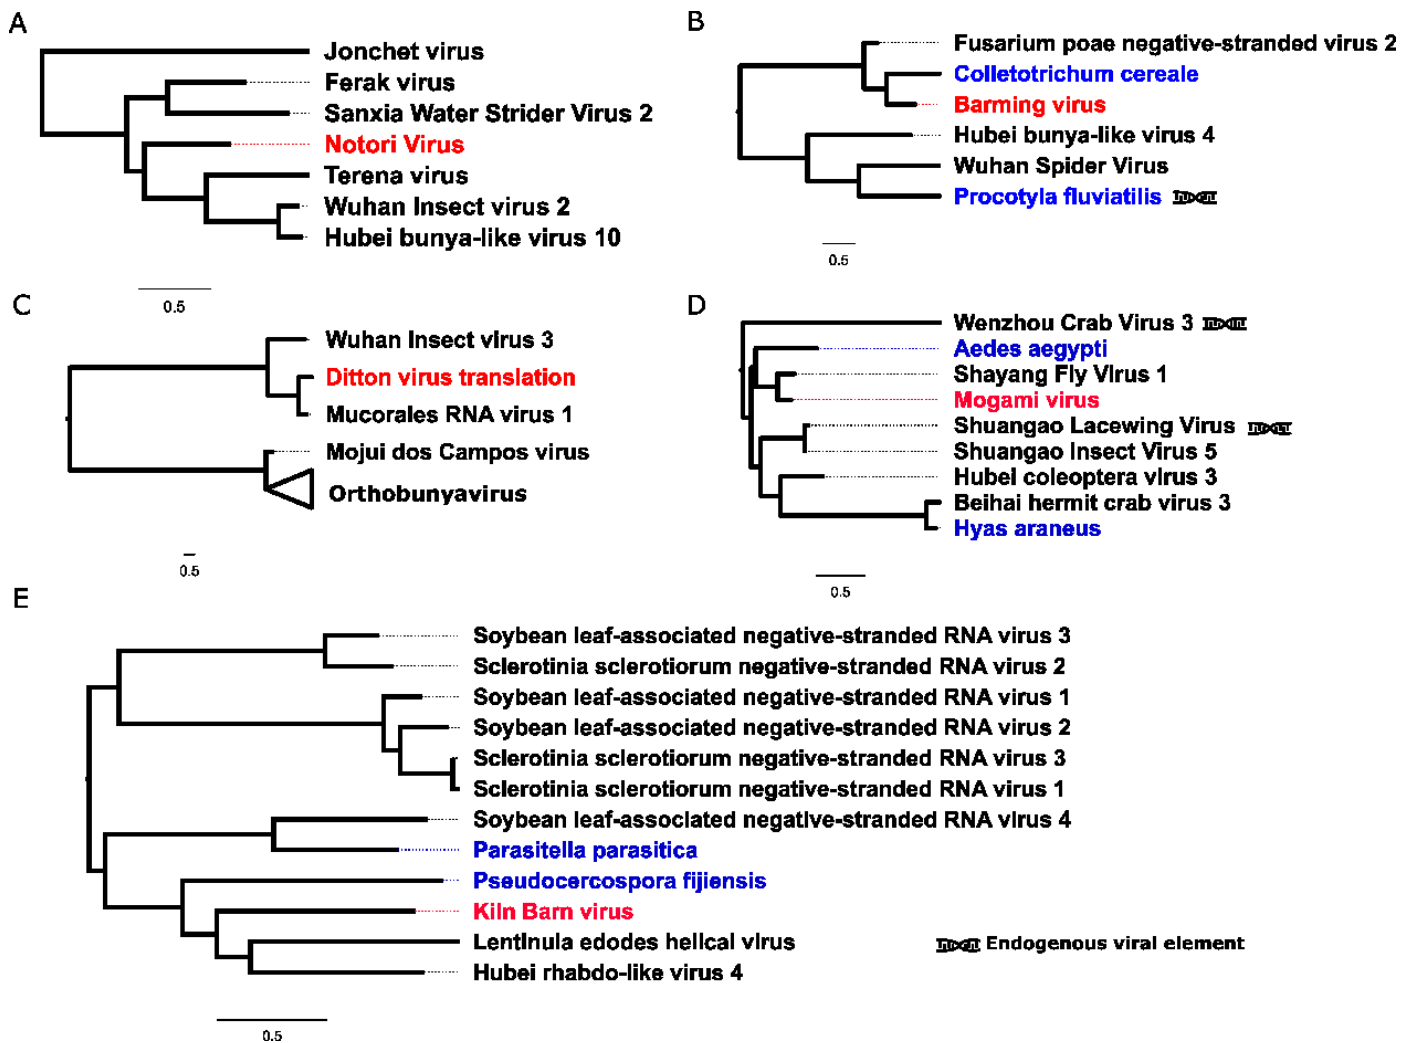 A
Jonchet virus
Ferak virus
Sanxia Water Strider Virus 2
Notori Virus
Terena virus
Wuhan Insect virus 2
Hubei bunya-like virus 10
0.5
B
Fusarium poae negative-stranded virus 2
Colletotrichum cereale
Barming virus
Hubei bunya-like virus 4
Wuhan Spider Virus
Procotyla fluviatilis
0.5
C
Wuhan Insect virus 3
Ditton virus translation
Mucorales RNA virus 1
Mojui dos Campos virus
Orthobunyavirus
0.5
D
Wenzhou Crab Virus 3
Aedes aegypti
Shayang Fly Virus 1
Mogami virus
Shuangao Lacewing Virus
Shuangao Insect Virus 5
Hubei coleoptera virus 3
Beihai hermit crab virus 3
Hyas araneus
0.5
E
Soybean leaf-associated negative-stranded RNA virus 3
Sclerotinia sclerotiorum negative-stranded RNA virus 2
Soybean leaf-associated negative-stranded RNA virus 1
Soybean leaf-associated negative-stranded RNA virus 2
Sclerotinia sclerotiorum negative-stranded RNA virus 3
Sclerotinia sclerotiorum negative-stranded RNA virus 1
Soybean leaf-associated negative-stranded RNA virus 4
Parasitella parasitica
Pseudocercospora fijiensis
Kiln Barn virus
Lentinula edodes helical virus
Hubei rhabdo-like virus 4
Endogenous viral element
0.5